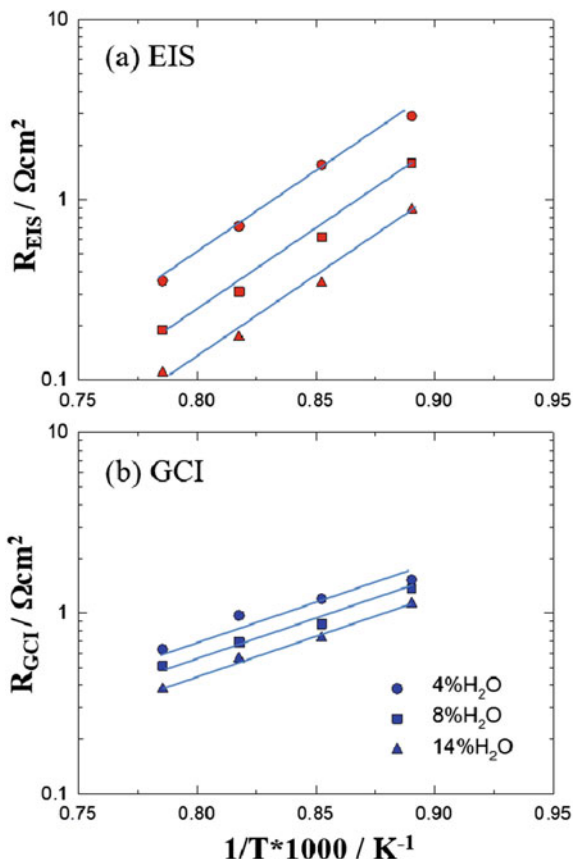 10
(a) EIS
1
R_EIS / Ωcm²
0.1
0.75 0.80 0.85 0.90 0.95
10
(b) GCI
1
R_GCI / Ωcm²
4%H₂O
8%H₂O
14%H₂O
0.1
0.75 0.80 0.85 0.90 0.95
1/T*1000 / K⁻¹